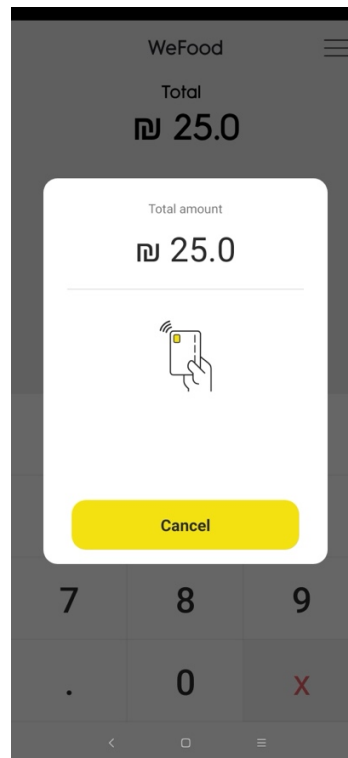 WeFood
Total
₪ 25.0
Total amount
₪ 25.0
Cancel
7 8 9
. 0 X